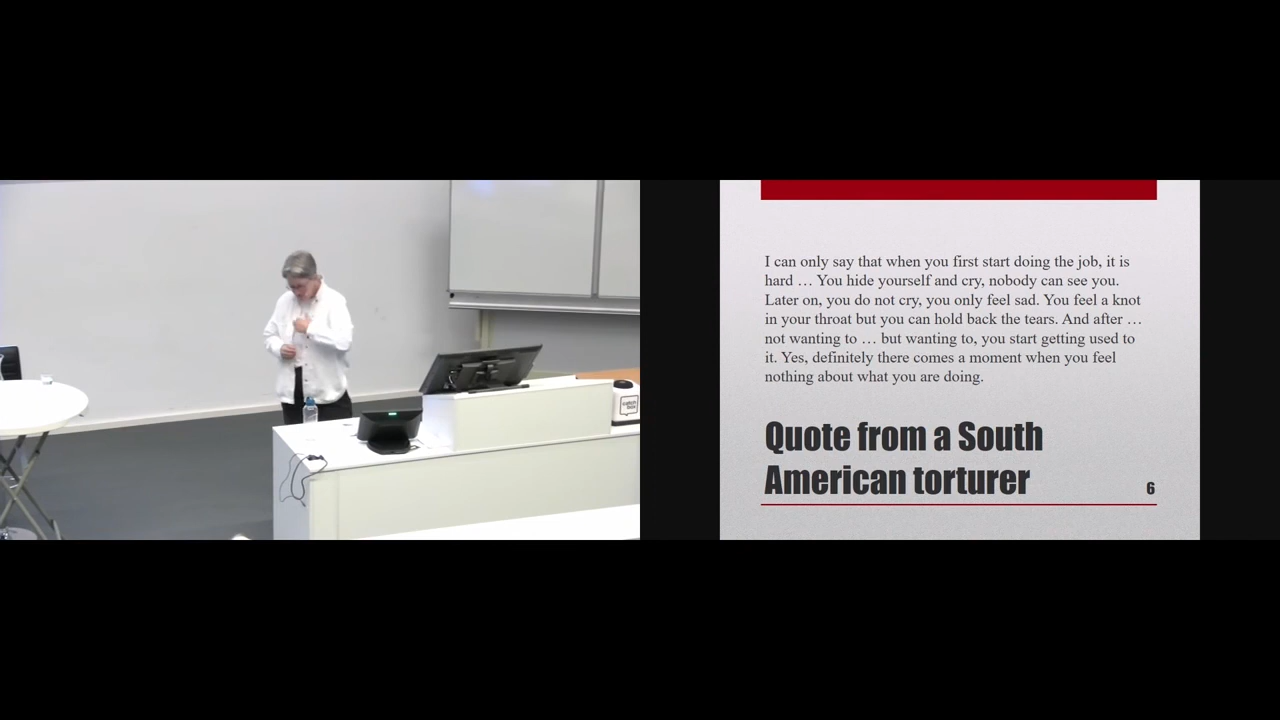 I can only say that when you first start doing the job, it is
hard … You hide yourself and cry, nobody can see you.
Later on, you do not cry, you only feel sad. You feel a knot
in your throat but you can hold back the tears. And after …
not wanting to … but wanting to, you start getting used to
it. Yes, definitely there comes a moment when you feel
nothing about what you are doing.
Quote from a South
American torturer
6
catch
box